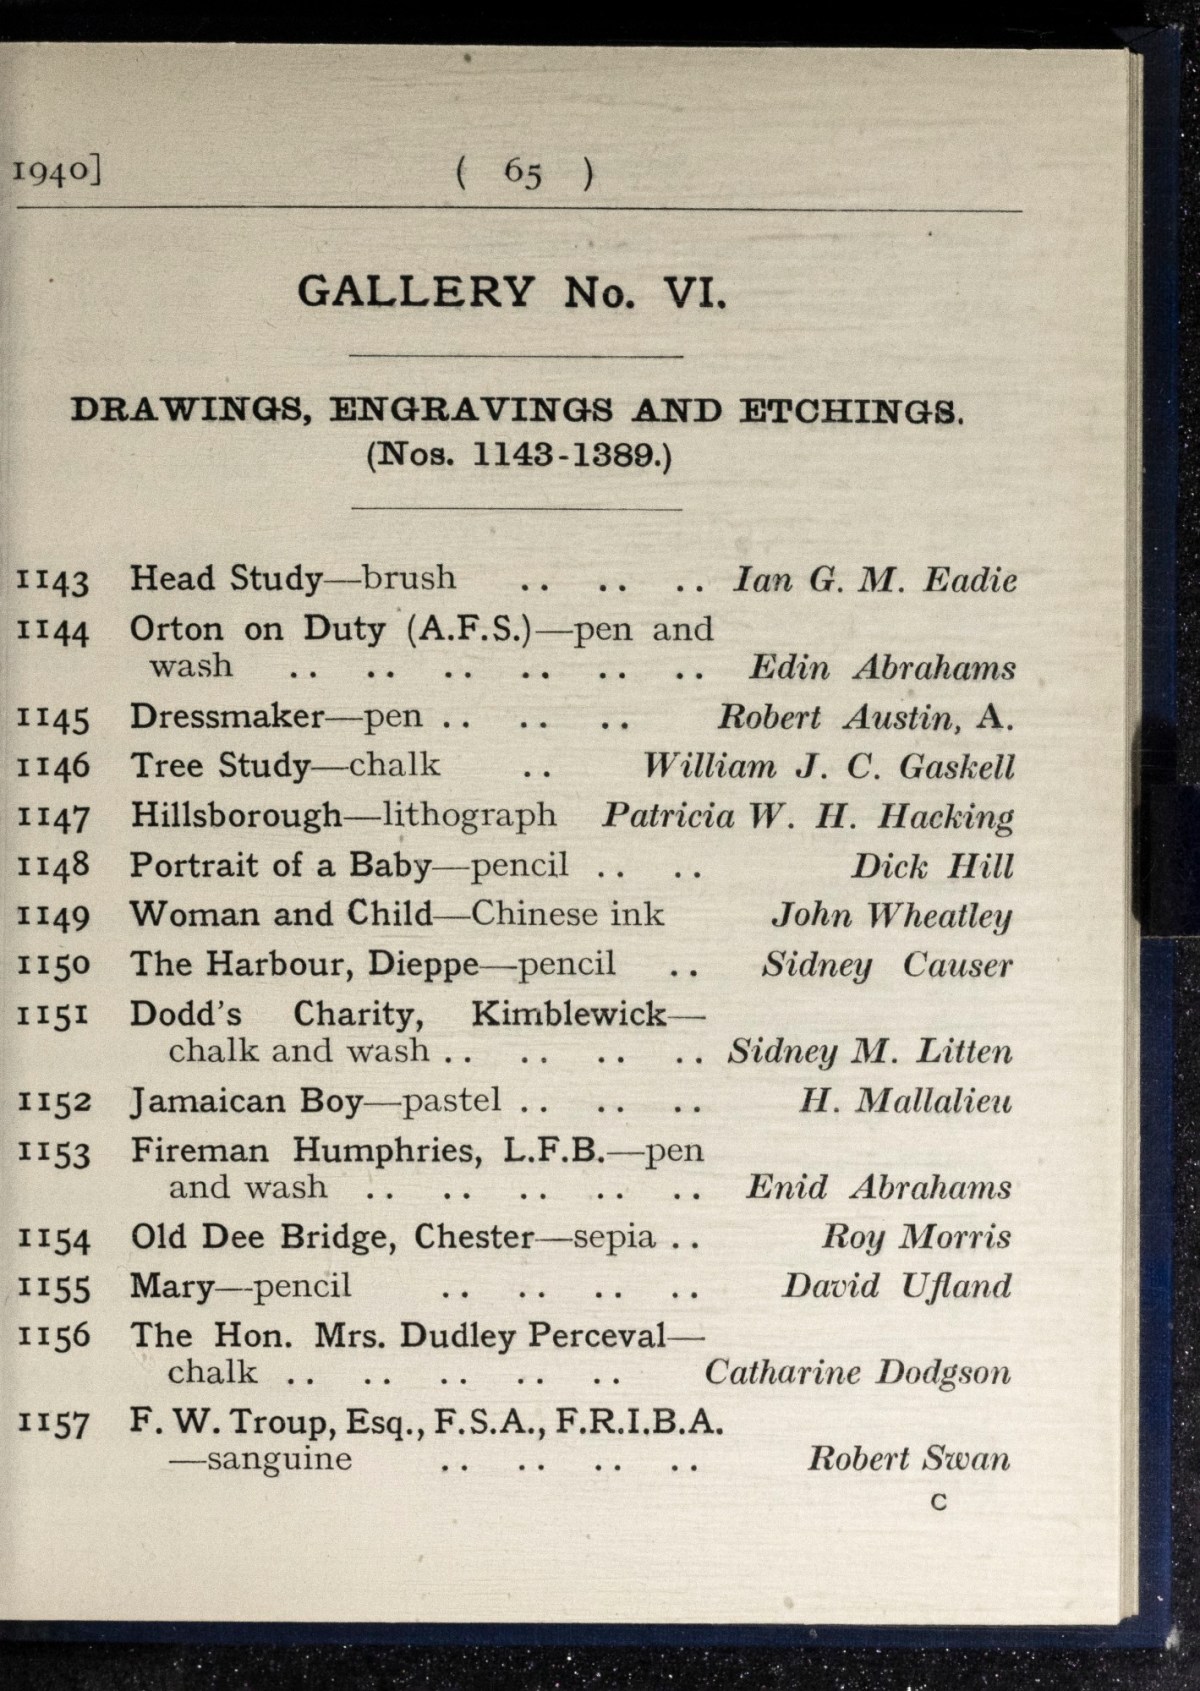 1940] ( 65 )
GALLERY No. VI.
DRAWINGS, ENGRAVINGS AND ETCHINGS.
(Nos. 1143-1389.)
1143 Head Study—brush .. .. .. Ian G. M. Eadie
1144 Orton on Duty (A.F.S.)—pen and
wash .. .. .. .. .. .. Edin Abrahams
1145 Dressmaker—pen .. .. .. Robert Austin, A.
1146 Tree Study—chalk .. William J. C. Gaskell
1147 Hillsborough—lithograph Patricia W. H. Hacking
1148 Portrait of a Baby—pencil .. .. Dick Hill
1149 Woman and Child—Chinese ink John Wheatley
1150 The Harbour, Dieppe—pencil .. Sidney Causer
1151 Dodd's Charity, Kimblewick—
chalk and wash .. .. .. .. Sidney M. Litten
1152 Jamaican Boy—pastel .. .. .. H. Mallalieu
1153 Fireman Humphries, L.F.B.—pen
and wash .. .. .. .. .. Enid Abrahams
1154 Old Dee Bridge, Chester—sepia .. Roy Morris
1155 Mary—pencil .. .. .. .. David Ufland
1156 The Hon. Mrs. Dudley Perceval—
chalk .. .. .. .. .. Catharine Dodgson
1157 F. W. Troup, Esq., F.S.A., F.R.I.B.A.
—sanguine .. .. .. .. Robert Swan
C